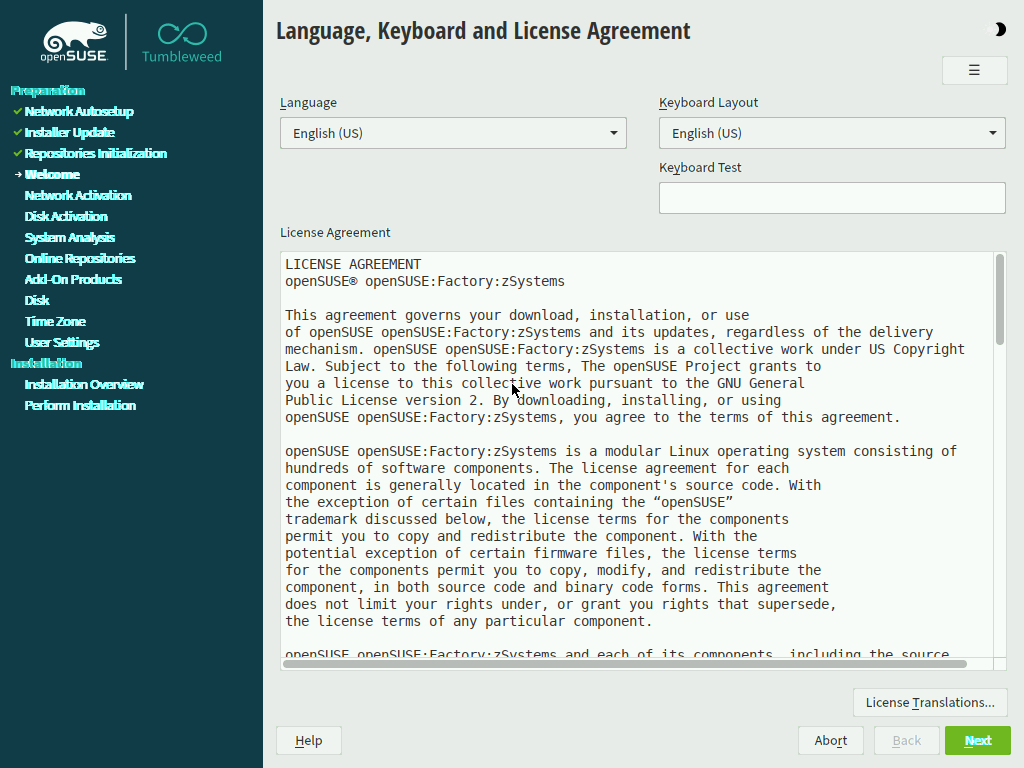 openSUSE
Tumbleweed
Preparation
Network Autosetup
Installer Update
Repositories Initialization
Welcome
Network Activation
Disk Activation
System Analysis
Online Repositories
Add-On Products
Disk
Time Zone
User Settings
Installation
Installation Overview
Perform Installation
Language, Keyboard and License Agreement
Language
Keyboard Layout
English (US)
English (US)
Keyboard Test
License Agreement
LICENSE AGREEMENT
openSUSE® openSUSE:Factory:zSystems
This agreement governs your download, installation, or use
of openSUSE openSUSE:Factory:zSystems and its updates, regardless of the delivery
mechanism. openSUSE openSUSE:Factory:zSystems is a collective work under US Copyright
Law. Subject to the following terms, The openSUSE Project grants to
you a license to this collective work pursuant to the GNU General
Public License version 2. By downloading, installing, or using
openSUSE openSUSE:Factory:zSystems, you agree to the terms of this agreement.
openSUSE openSUSE:Factory:zSystems is a modular Linux operating system consisting of
hundreds of software components. The license agreement for each
component is generally located in the component's source code. With
the exception of certain files containing the “openSUSE”
trademark discussed below, the license terms for the components
permit you to copy and redistribute the component. With the
potential exception of certain firmware files, the license terms
for the components permit you to copy, modify, and redistribute the
component, in both source code and binary code forms. This agreement
does not limit your rights under, or grant you rights that supersede,
the license terms of any particular component.
openSUSE openSUSE:Factory:zSystems and each of its components, including the source
License Translations...
Help
Abort
Back
Next